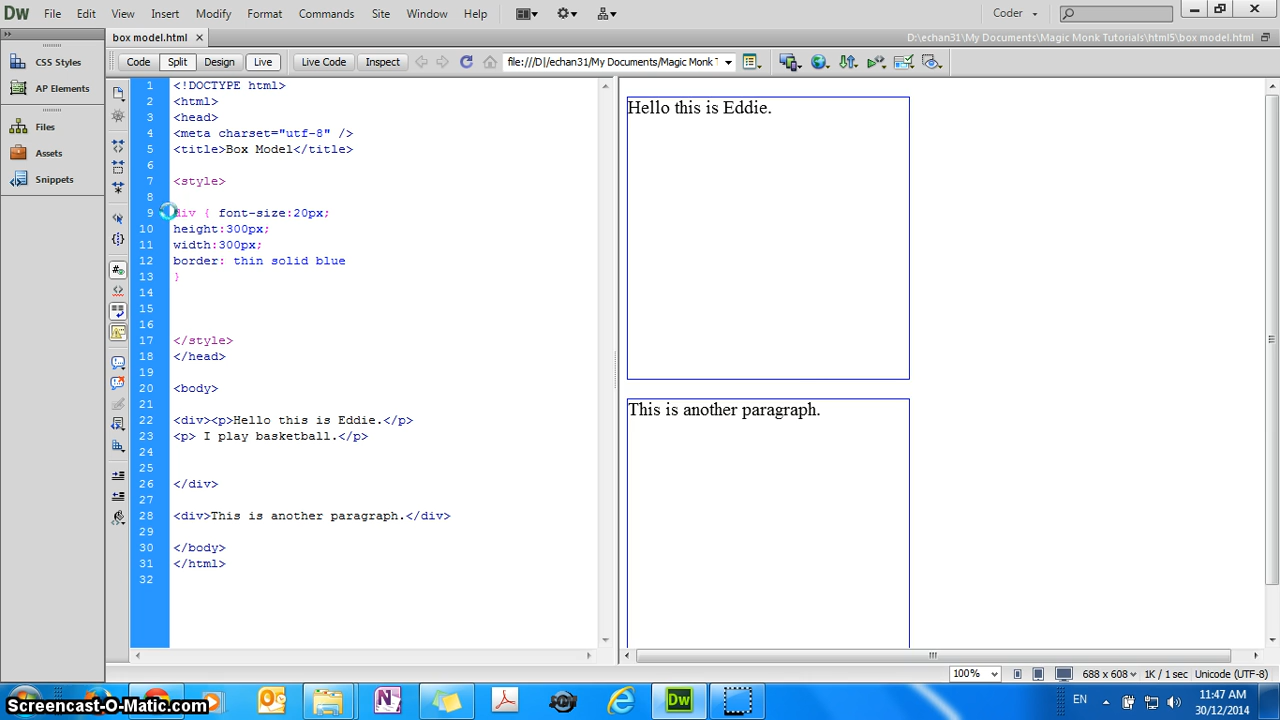 Dw File Edit View Insert Modify Format Commands Site Window Help Coder
box model.html D:\echan31\My Documents\Magic Monk Tutorials\html5\box model.html
Code Split Design Live Live Code Inspect file:///D|/echan31/My Documents/Magic Monk T
CSS Styles
AP Elements
Files
Assets
Snippets
1 <!DOCTYPE html>
2 <html>
3 <head>
4 <meta charset="utf-8" />
5 <title>Box Model</title>
6
7 <style>
8
9 div { font-size:20px;
10 height:300px;
11 width:300px;
12 border: thin solid blue
13 }
14
15
16
17 </style>
18 </head>
19
20 <body>
21
22 <div><p>Hello this is Eddie.</p>
23 <p> I play basketball.</p>
24
25
26 </div>
27
28 <div>This is another paragraph.</div>
29
30 </body>
31 </html>
32
Hello this is Eddie.
This is another paragraph.
100% 688 x 608 1K / 1 sec Unicode (UTF-8)
EN 11:47 AM
30/12/2014
Screencast-O-Matic.com